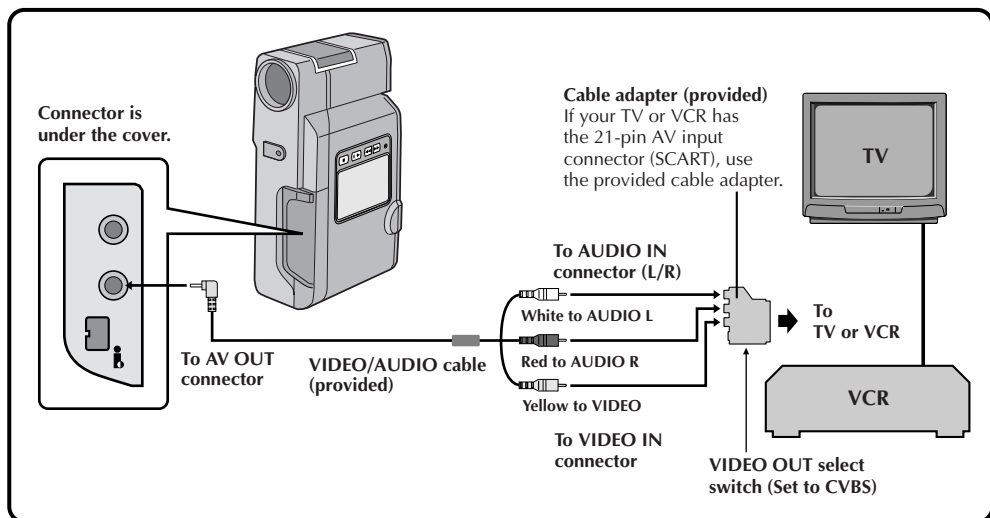 Connector is
under the cover.
Cable adapter (provided)
If your TV or VCR has
the 21-pin AV input
connector (SCART), use
the provided cable adapter.
TV
To AUDIO IN
connector (L/R)
White to AUDIO L
To
TV or VCR
To AV OUT
connector
VIDEO/AUDIO cable
(provided)
Red to AUDIO R
Yellow to VIDEO
VCR
To VIDEO IN
connector
VIDEO OUT select
switch (Set to CVBS)